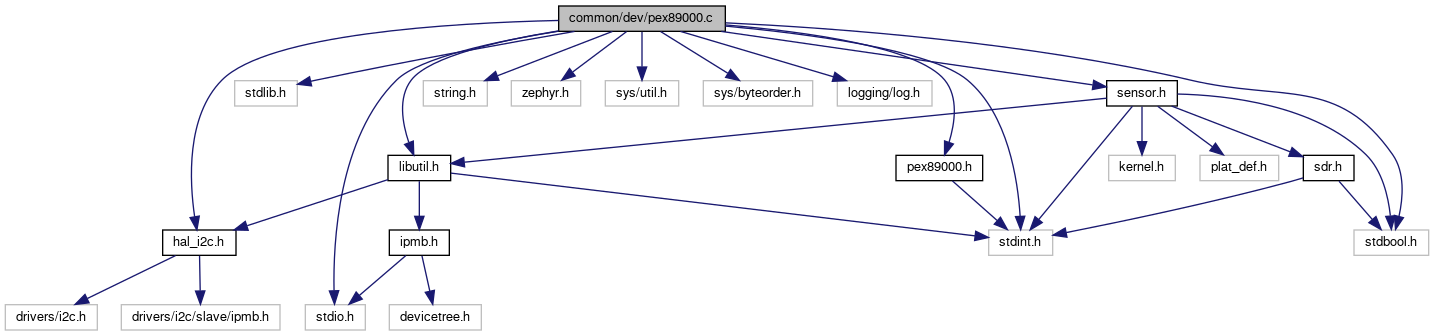 common/dev/pex89000.c
stdlib.h
string.h
zephyr.h
sys/util.h
sys/byteorder.h
logging/log.h
sensor.h
libutil.h
pex89000.h
kernel.h
plat_def.h
sdr.h
hal_i2c.h
ipmb.h
stdint.h
stdbool.h
drivers/i2c.h
drivers/i2c/slave/ipmb.h
stdio.h
devicetree.h